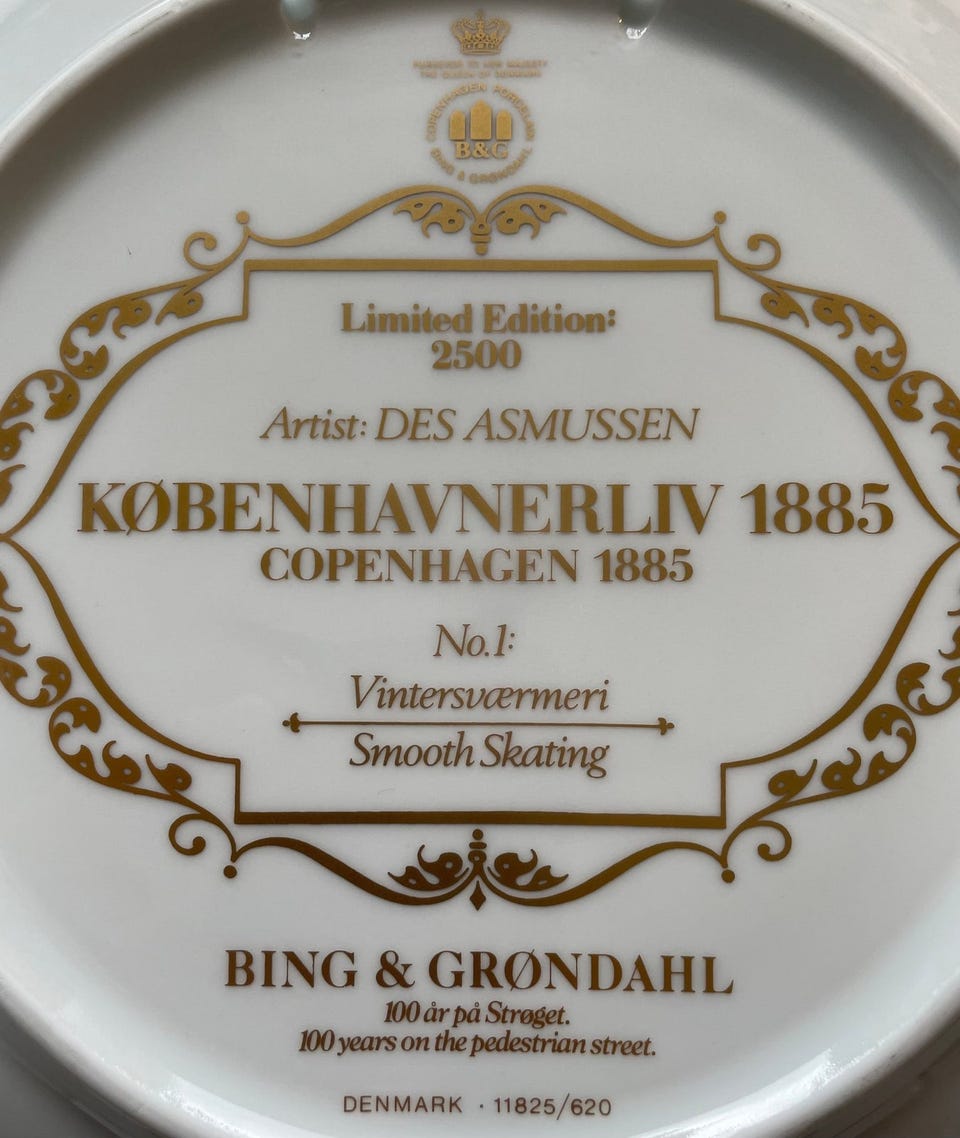 PURVEYOR TO HER MAJESTY
THE QUEEN OF DENMARK
COPENHAGEN PORCELAIN
B&G
BING & GRØNDAHL
Limited Edition:
2500
Artist: DES ASMUSSEN
KØBENHAVNERLIV 1885
COPENHAGEN 1885
No.1:
Vintersværmeri
Smooth Skating
BING & GRØNDAHL
100 år på Strøget.
100 years on the pedestrian street.
DENMARK · 11825/620